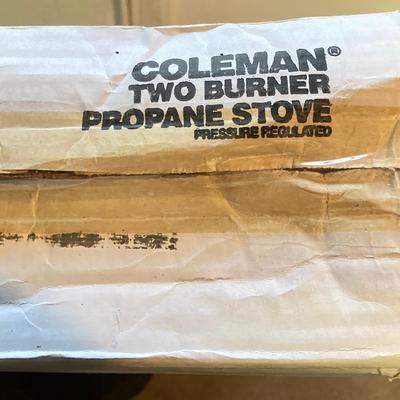 COLEMAN®
TWO BURNER
PROPANE STOVE
PRESSURE REGULATED